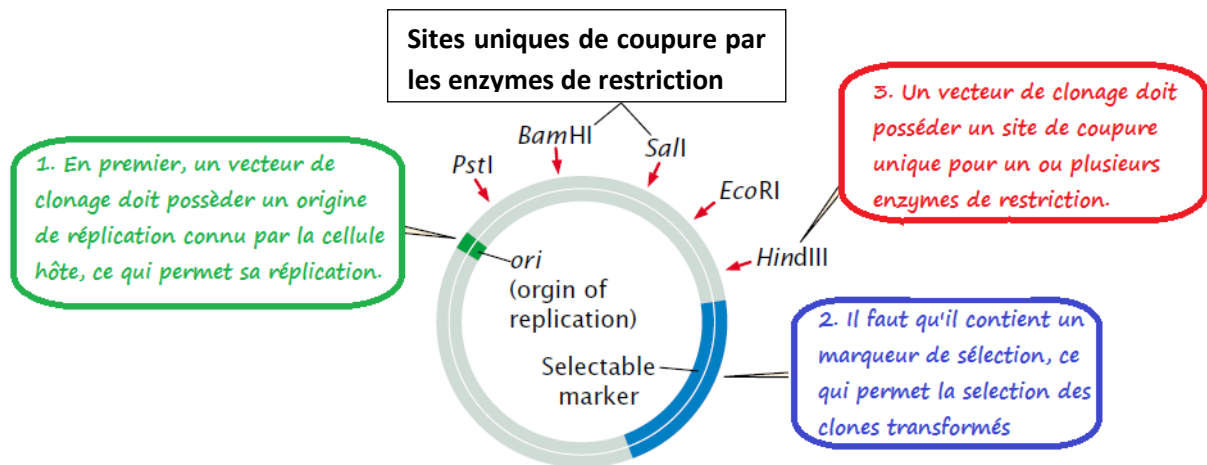 Sites uniques de coupure par
les enzymes de restriction
1. En premier, un vecteur de
clonage doit possèder un origine
de réplication connu par la cellule
hôte, ce qui permet sa réplication.
PstI
BamHI
SalI
EcoRI
HindIII
3. Un vecteur de clonage doit
posséder un site de coupure
unique pour un ou plusieurs
enzymes de restriction.
ori
(orgin of
replication)
Selectable
marker
2. Il faut qu'il contient un
marqueur de sélection, ce
qui permet la selection des
clones transformés